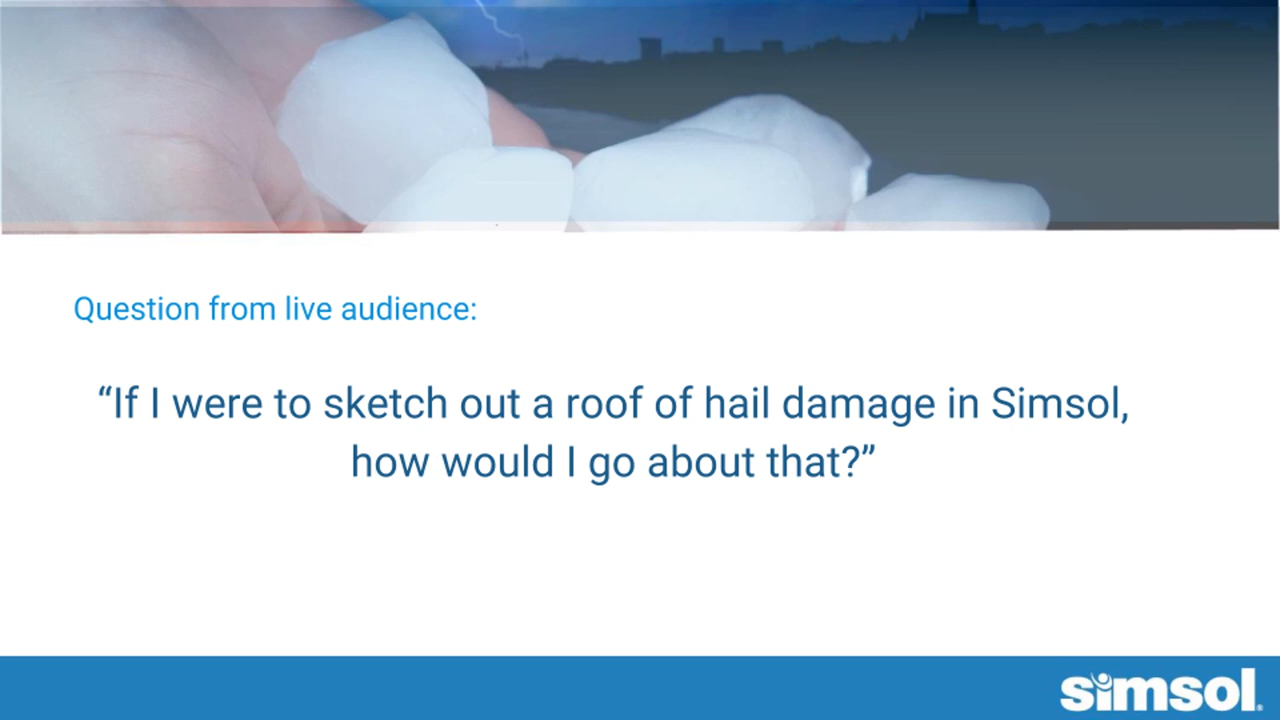 Question from live audience:
“If I were to sketch out a roof of hail damage in Simsol,
how would I go about that?”
simsol®